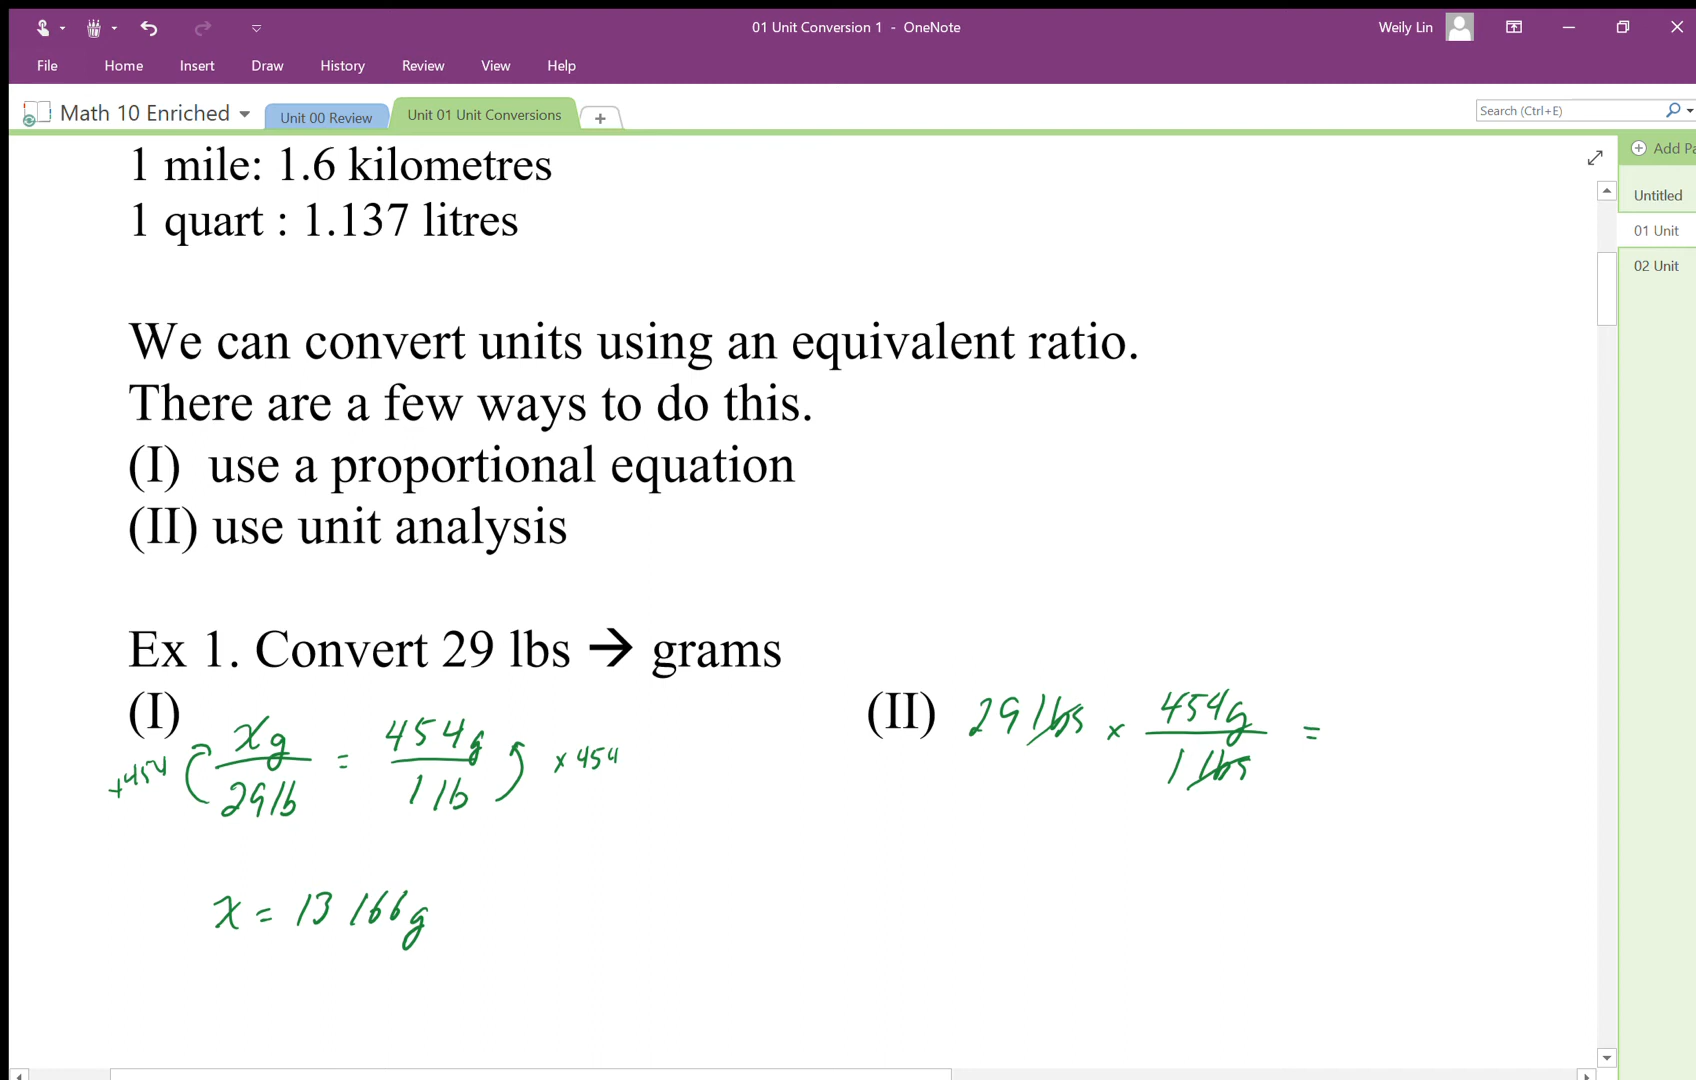 01 Unit Conversion 1 - OneNote
Weily Lin
File Home Insert Draw History Review View Help
Math 10 Enriched
Unit 00 Review
Unit 01 Unit Conversions
Search (Ctrl+E)
Add Pa
Untitled
01 Unit
02 Unit
1 mile: 1.6 kilometres
1 quart : 1.137 litres
We can convert units using an equivalent ratio.
There are a few ways to do this.
(I) use a proportional equation
(II) use unit analysis
Ex 1. Convert 29 lbs → grams
(I)
×454 ( xg/29lb = 454g/1lb ) ×454
x = 13 166g
(II) 29 lbs × 454g/1 lbs =